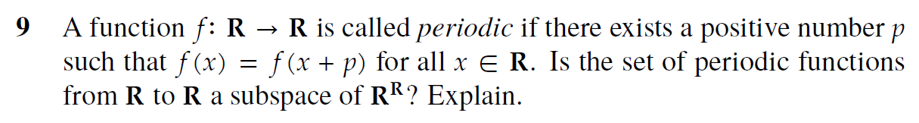 9 A function f : R → R is called periodic if there exists a positive number p
such that f(x) = f(x + p) for all x ∈ R. Is the set of periodic functions
from R to R a subspace of Rᴿ? Explain.